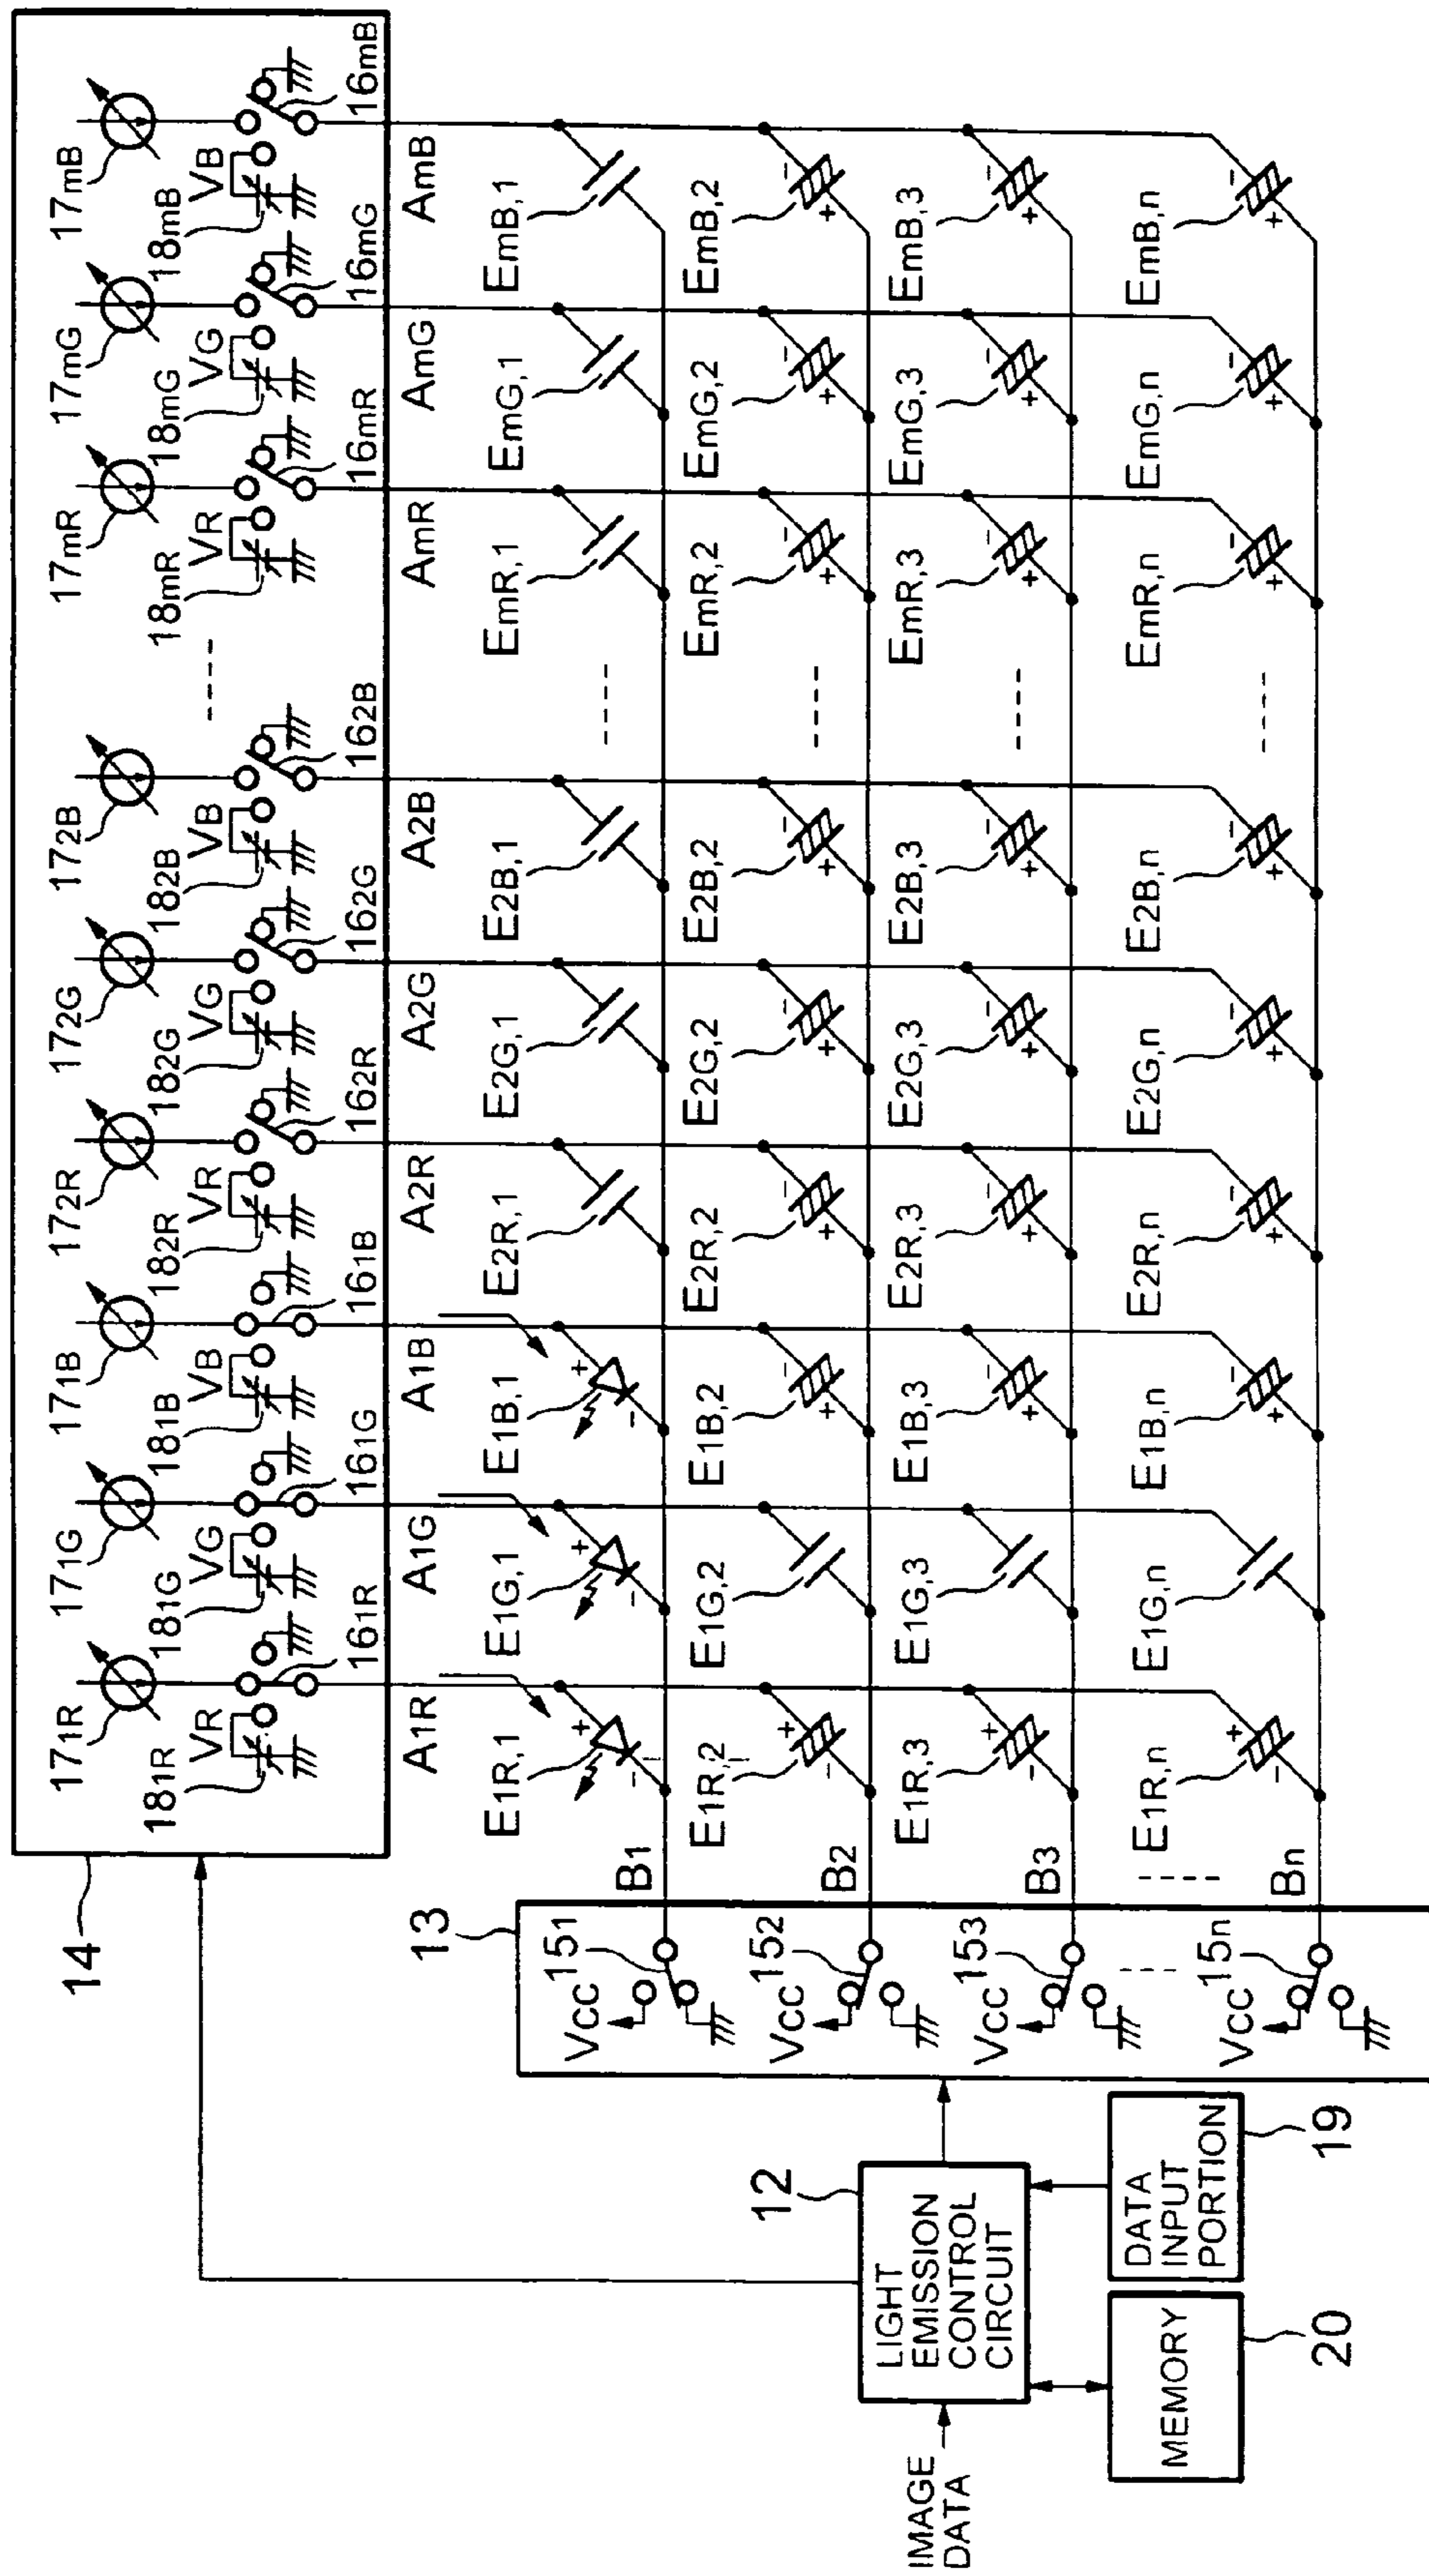 14
17₁R
17₁G
17₁B
17₂R
17₂G
17₂B
17mR
17mG
17mB
18₁R
VR
18₁G
VG
18₁B
VB
18₂R
VR
18₂G
VG
18₂B
VB
18mR
VR
18mG
VG
18mB
VB
16₁R
16₁G
16₁B
16₂R
16₂G
16₂B
16mR
16mG
16mB
A1R
A1G
A1B
A2R
A2G
A2B
AmR
AmG
AmB
13
Vcc
15₁
B1
E1R,1
+
-
E1G,1
+
-
E1B,1
+
-
E2R,1
E2G,1
E2B,1
EmR,1
EmG,1
EmB,1
Vcc
15₂
B2
E1R,2
+
-
E1G,2
E1B,2
-
+
E2R,2
-
+
E2G,2
-
+
E2B,2
-
+
EmR,2
-
+
EmG,2
-
+
EmB,2
-
+
Vcc
15₃
B3
E1R,3
+
-
E1G,3
E1B,3
-
+
E2R,3
-
+
E2G,3
-
+
E2B,3
-
+
EmR,3
-
+
EmG,3
-
+
EmB,3
-
+
Vcc
15n
Bn
E1R,n
+
-
E1G,n
E1B,n
-
+
E2R,n
-
+
E2G,n
-
+
E2B,n
-
+
EmR,n
-
+
EmG,n
-
+
EmB,n
-
+
12
LIGHT
EMISSION
CONTROL
CIRCUIT
IMAGE
DATA
MEMORY
20
DATA
INPUT
PORTION
19